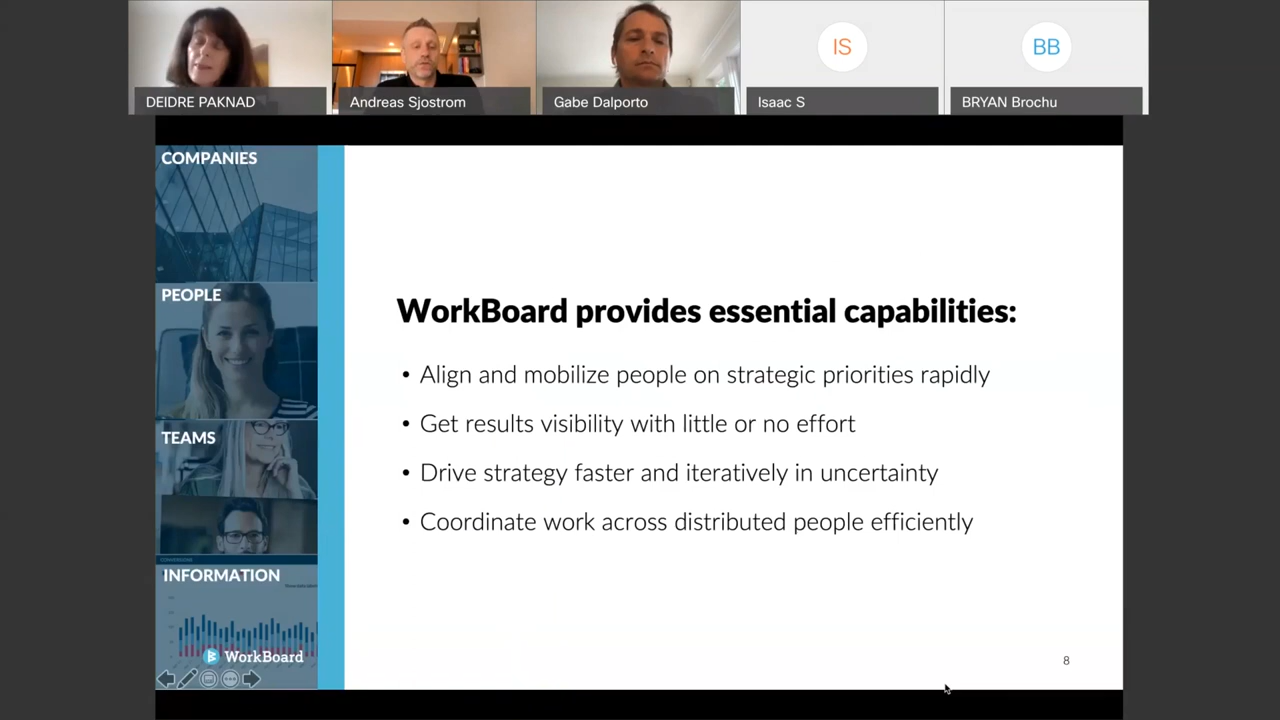 DEIDRE PAKNAD
Andreas Sjostrom
Gabe Dalporto
IS
Isaac S
BB
BRYAN Brochu
COMPANIES
PEOPLE
TEAMS
INFORMATION
WorkBoard
WorkBoard provides essential capabilities:
• Align and mobilize people on strategic priorities rapidly
• Get results visibility with little or no effort
• Drive strategy faster and iteratively in uncertainty
• Coordinate work across distributed people efficiently
8